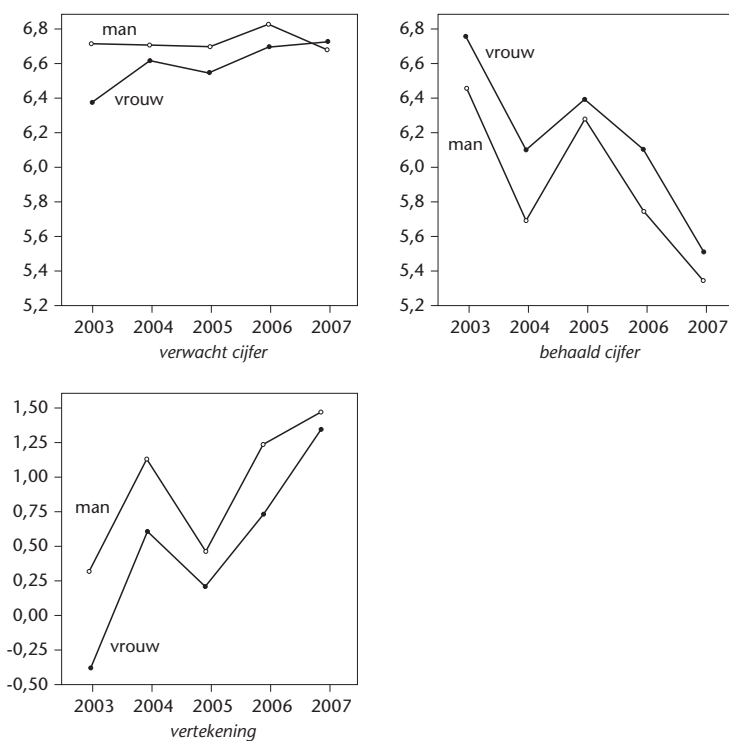 6,8
6,6
6,4
6,2
6,0
5,8
5,6
5,4
5,2
man
vrouw
2003 2004 2005 2006 2007
verwacht cijfer
6,8
6,6
6,4
6,2
6,0
5,8
5,6
5,4
5,2
vrouw
man
2003 2004 2005 2006 2007
behaald cijfer
1,50
1,25
1,00
0,75
0,50
0,25
0,00
-0,25
-0,50
man
vrouw
2003 2004 2005 2006 2007
vertekening